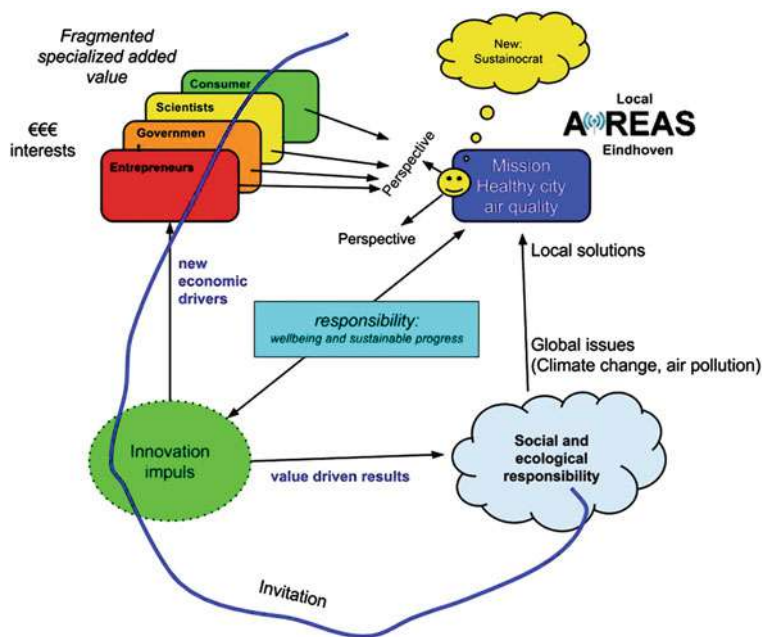 Fragmented
specialized added
value
New:
Sustainocrat
Consumer
Scientists
Governmen
t
Entrepreneurs
€€€
interests
Local
A REAS
Eindhoven
Perspective
Mission
Healthy city
air quality
Perspective
Local solutions
new
economic
drivers
responsibility:
wellbeing and sustainable progress
Global issues
(Climate change, air pollution)
Innovation
impuls
value driven results
Social and
ecological
responsibility
Invitation